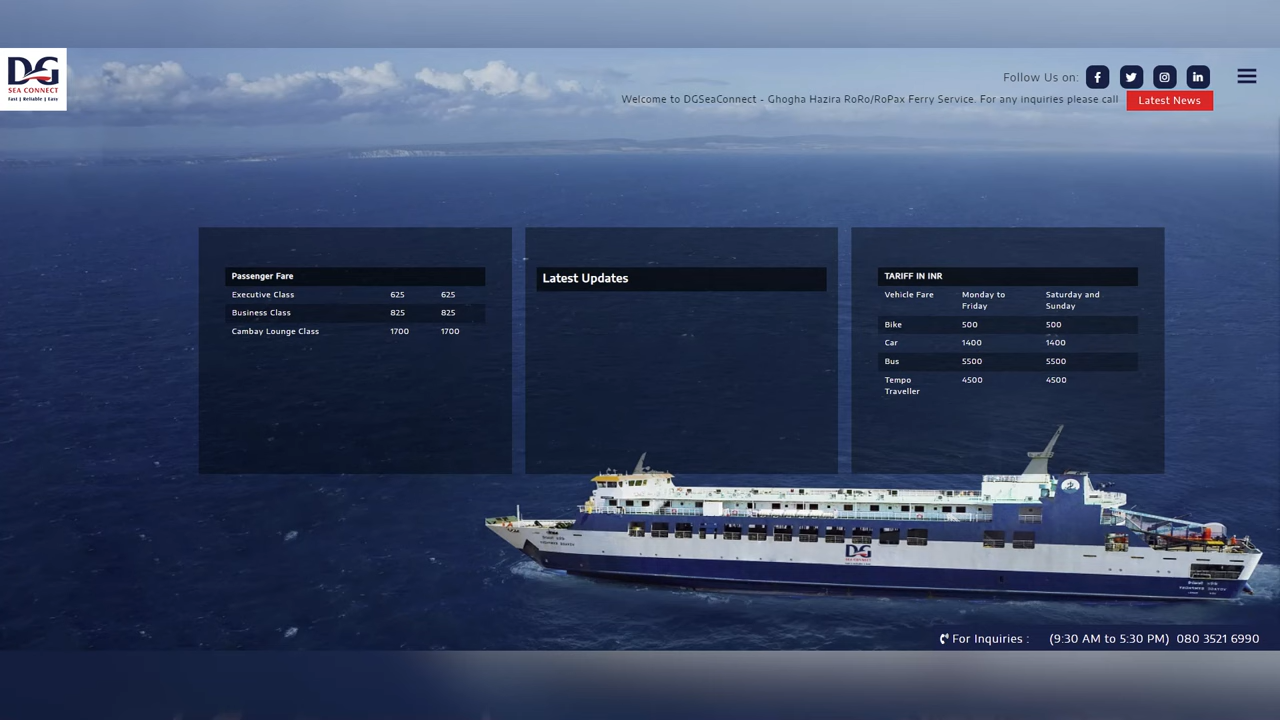 DG
SEA CONNECT
Fast | Reliable | Easy
Follow Us on:
Welcome to DGSeaConnect - Ghogha Hazira RoRo/RoPax Ferry Service. For any inquiries please call
Latest News
Passenger Fare
Executive Class 625 625
Business Class 825 825
Cambay Lounge Class 1700 1700
Latest Updates
TARIFF IN INR
Vehicle Fare Monday to Friday Saturday and Sunday
Bike 500 500
Car 1400 1400
Bus 5500 5500
Tempo Traveller 4500 4500
DG
SEA CONNECT
For Inquiries : (9:30 AM to 5:30 PM) 080 3521 6990